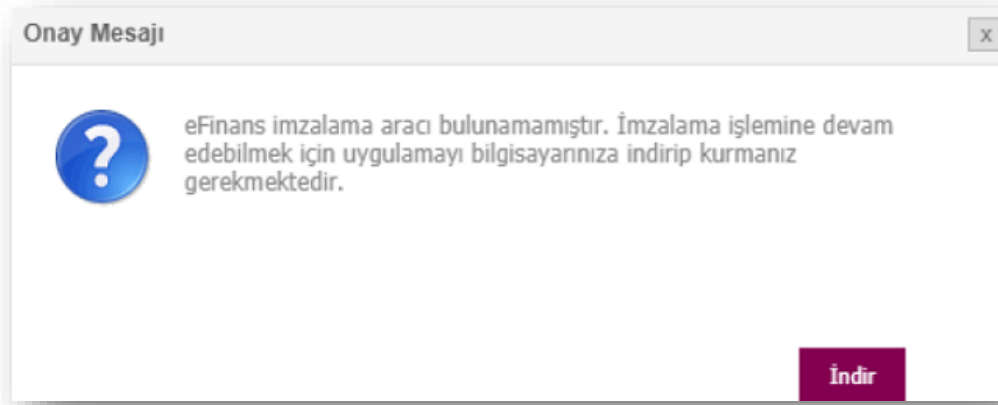 Onay Mesajı
x
eFinans imzalama aracı bulunamamıştır. İmzalama işlemine devam
edebilmek için uygulamayı bilgisayarınıza indirip kurmanız
gerekmektedir.
İndir